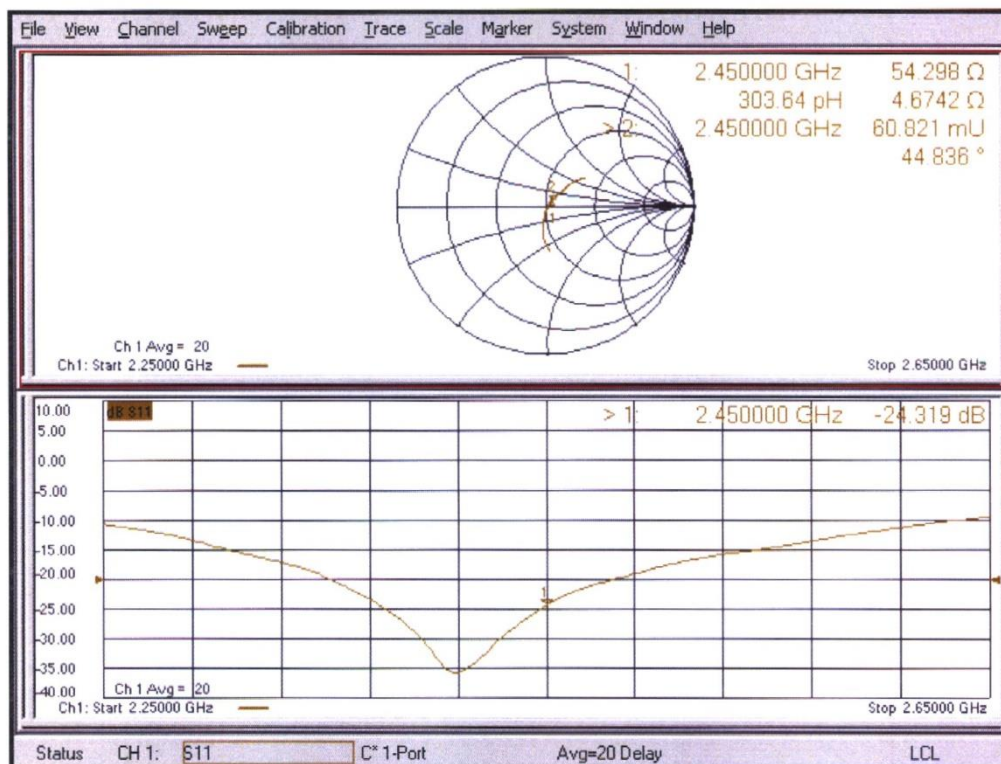 File View Channel Sweep Calibration Trace Scale Marker System Window Help
1: 2.450000 GHz 54.298 Ω
303.64 pH 4.6742 Ω
> 2: 2.450000 GHz 60.821 mU
44.836 °
2
1
Ch 1 Avg = 20
Ch1: Start 2.25000 GHz
Stop 2.65000 GHz
10.00
dB S11
> 1: 2.450000 GHz -24.319 dB
5.00
0.00
-5.00
-10.00
-15.00
-20.00
-25.00
1
-30.00
-35.00
-40.00
Ch 1 Avg = 20
Ch1: Start 2.25000 GHz
Stop 2.65000 GHz
Status CH 1: S11 C* 1-Port Avg=20 Delay LCL